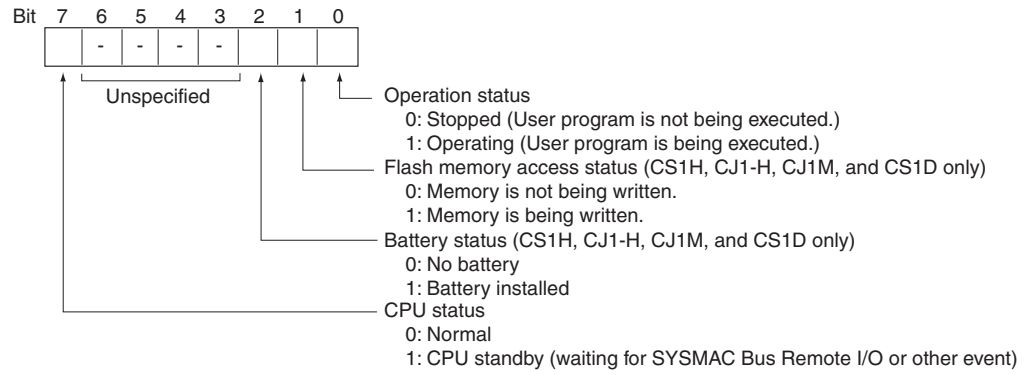 Bit 7 6 5 4 3 2 1 0
- - - -
Unspecified
Operation status
0: Stopped (User program is not being executed.)
1: Operating (User program is being executed.)
Flash memory access status (CS1H, CJ1-H, CJ1M, and CS1D only)
0: Memory is not being written.
1: Memory is being written.
Battery status (CS1H, CJ1-H, CJ1M, and CS1D only)
0: No battery
1: Battery installed
CPU status
0: Normal
1: CPU standby (waiting for SYSMAC Bus Remote I/O or other event)